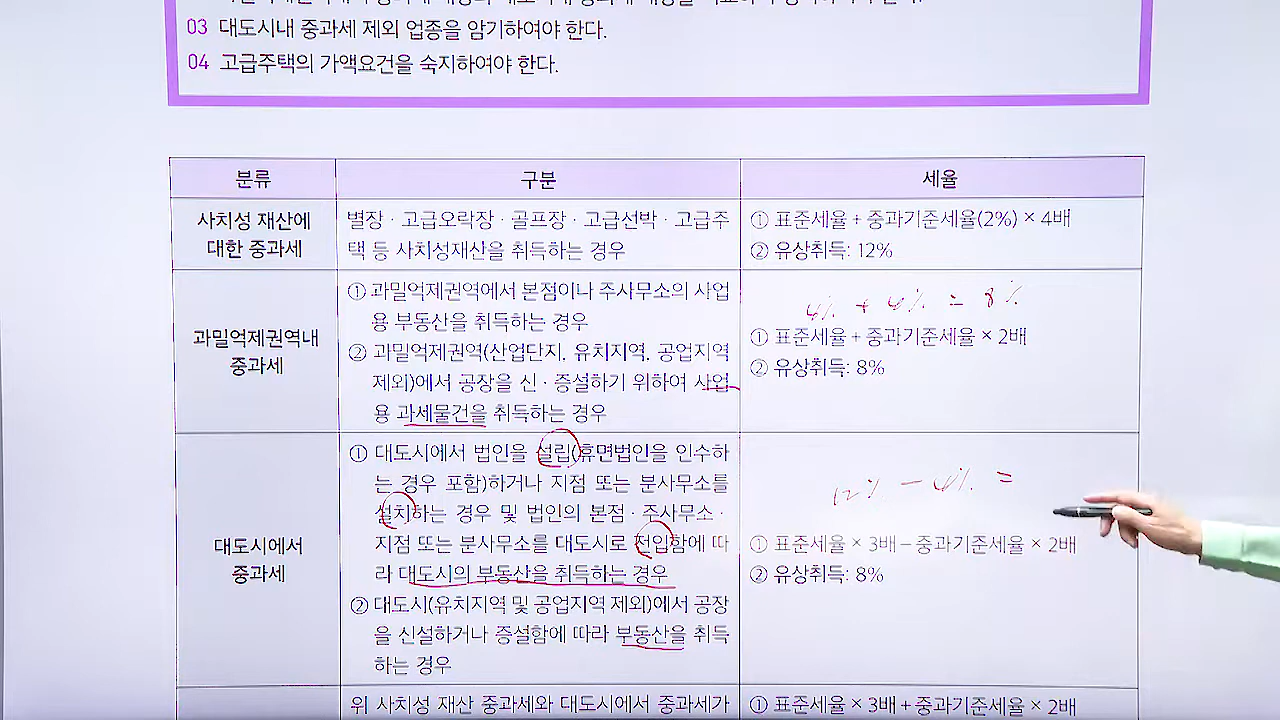 03 대도시내 중과세 제외 업종을 암기하여야 한다.
04 고급주택의 가액요건을 숙지하여야 한다.
분류
구분
세율
사치성 재산에
대한 중과세
별장 · 고급오락장 · 골프장 · 고급선박 · 고급주
택 등 사치성재산을 취득하는 경우
① 표준세율 + 중과기준세율(2%) × 4배
② 유상취득: 12%
과밀억제권역내
중과세
① 과밀억제권역에서 본점이나 주사무소의 사업
용 부동산을 취득하는 경우
② 과밀억제권역(산업단지, 유치지역, 공업지역
제외)에서 공장을 신 · 증설하기 위하여 사업
용 과세물건을 취득하는 경우
4% + 4% = 8%
① 표준세율 + 중과기준세율 × 2배
② 유상취득: 8%
대도시에서
중과세
① 대도시에서 법인을 설립(휴면법인을 인수하
는 경우 포함)하거나 지점 또는 분사무소를
설치하는 경우 및 법인의 본점 · 주사무소 ·
지점 또는 분사무소를 대도시로 전입함에 따
라 대도시의 부동산을 취득하는 경우
② 대도시(유치지역 및 공업지역 제외)에서 공장
을 신설하거나 증설함에 따라 부동산을 취득
하는 경우
12% - 4% =
① 표준세율 × 3배 - 중과기준세율 × 2배
② 유상취득: 8%
위 사치성 재산 중과세와 대도시에서 중과세가
① 표준세율 × 3배 + 중과기준세율 × 2배